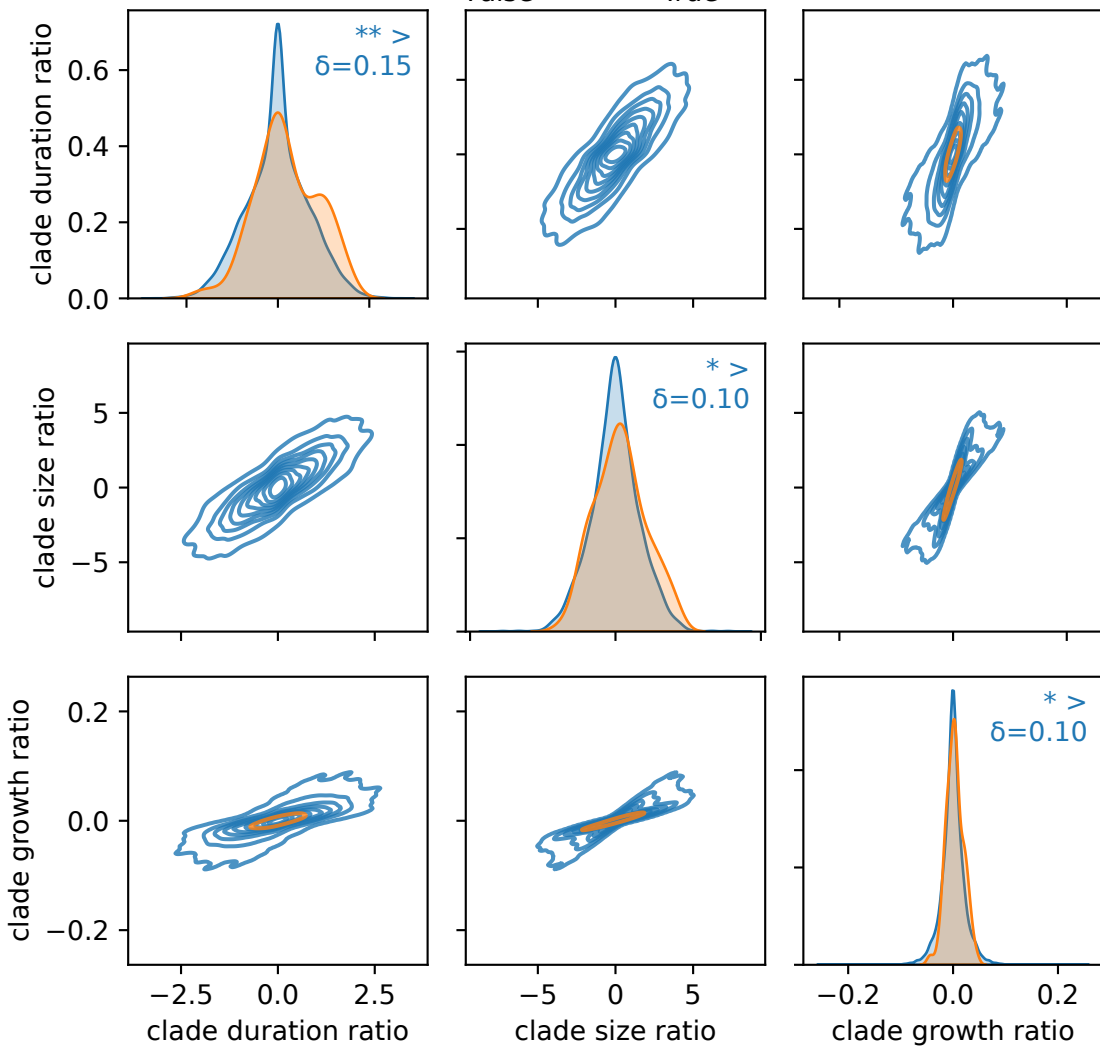 clade duration ratio
0.6
0.4
0.2
0.0
** >
δ=0.15
clade size ratio
5
0
−5
* >
δ=0.10
clade growth ratio
0.2
0.0
−0.2
* >
δ=0.10
−2.5 0.0 2.5
−5 0 5
−0.2 0.0 0.2
clade duration ratio
clade size ratio
clade growth ratio